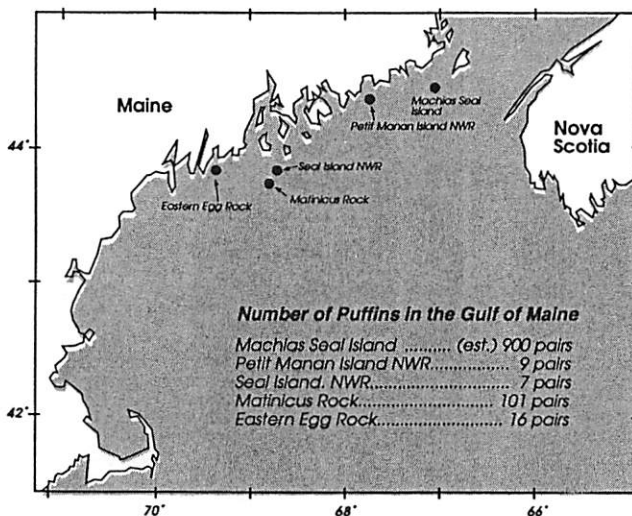 Maine
Machias Seal
Island
Petit Manan Island NWR
Nova
Scotia
44°
Seal Island NWR
Eastern Egg Rock
Matinicus Rock
Number of Puffins in the Gulf of Maine
Machias Seal Island .......... (est.) 900 pairs
Petit Manan Island NWR................ 9 pairs
Seal Island. NWR........................... 7 pairs
Matinicus Rock............................ 101 pairs
Eastern Egg Rock......................... 16 pairs
42°
70° 68° 66°